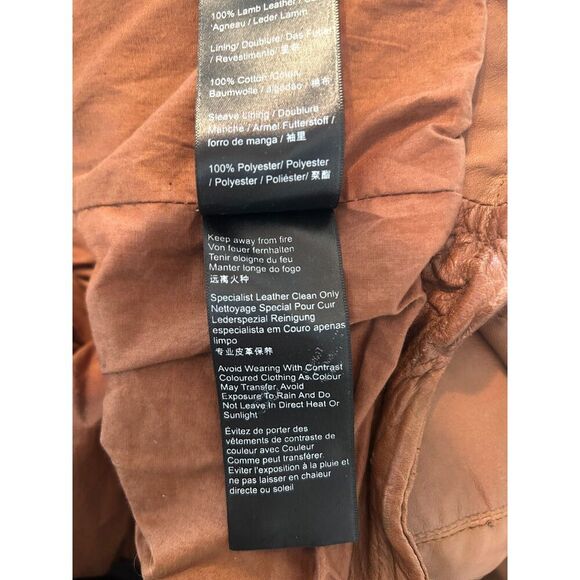 100% Lamb Leather /
'Agneau / Leder Lamm
Lining/ Doublure/ Das Futter
/ Revestimento/ 里布
100% Cotton /Coton
Baumwolle / algodão / 棉布
Sleeve Lining / Doublure
Manche / Armel Futterstoff /
forro de manga / 袖里
100% Polyester/ Polyester
/ Polyester / Poliéster/ 聚酯
Keep away from fire
Von feuer fernhalten
Tenir eloigne du feu
Manter longe do fogo
远离火种
Specialist Leather Clean Only
Nettoyage Special Pour Cuir
Lederspezial Reinigung
especialista em Couro apenas
limpo
专业皮革保养
Avoid Wearing With Contrast
Coloured Clothing As Colour
May Transfer. Avoid
Exposure To Rain And Do
Not Leave In Direct Heat Or
Sunlight
Évitez de porter des
vêtements de contraste de
couleur avec Couleur
Comme peut transférer.
Eviter l'exposition à la pluie et
ne pas laisser en chaleur
directe ou soleil